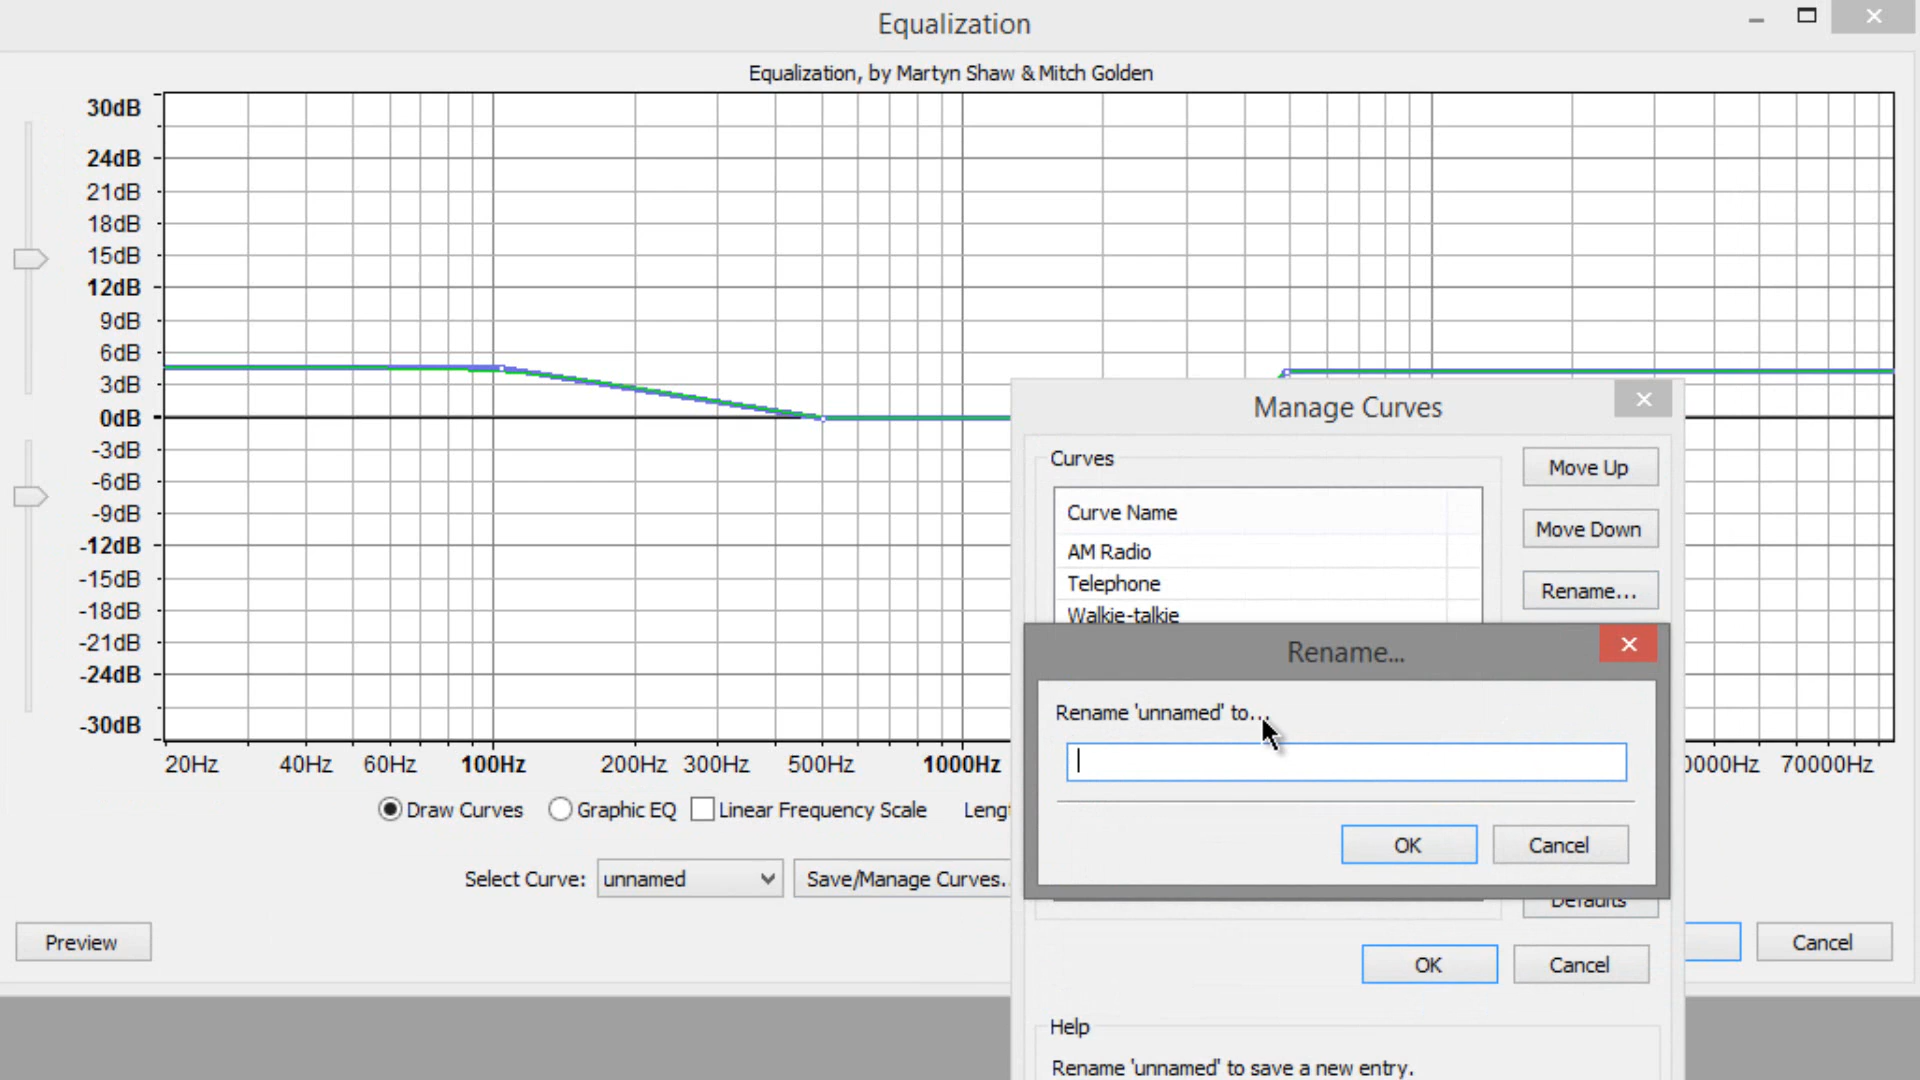 Equalization
Equalization, by Martyn Shaw & Mitch Golden
30dB
24dB
21dB
18dB
15dB
12dB
9dB
6dB
3dB
0dB
-3dB
-6dB
-9dB
-12dB
-15dB
-18dB
-21dB
-24dB
-30dB
20Hz 40Hz 60Hz 100Hz 200Hz 300Hz 500Hz 1000Hz 0000Hz 70000Hz
Draw Curves Graphic EQ Linear Frequency Scale Leng
Select Curve: unnamed Save/Manage Curves.
Preview Cancel
Manage Curves
Curves
Curve Name
AM Radio
Telephone
Walkie-talkie
Move Up
Move Down
Rename...
Rename...
Rename 'unnamed' to...
OK Cancel
Defaults
OK Cancel
Help
Rename 'unnamed' to save a new entry.